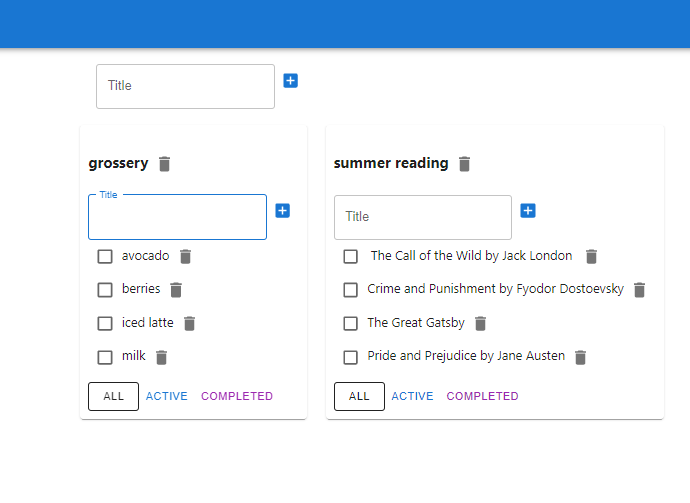 Title
grossery
Title
avocado
berries
iced latte
milk
ALL ACTIVE COMPLETED
summer reading
Title
The Call of the Wild by Jack London
Crime and Punishment by Fyodor Dostoevsky
The Great Gatsby
Pride and Prejudice by Jane Austen
ALL ACTIVE COMPLETED